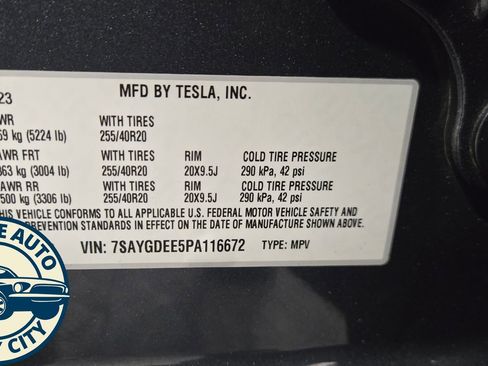 23
MFD BY TESLA, INC.
WR WITH TIRES
59 kg (5224 lb) 255/40R20
AWR FRT WITH TIRES RIM COLD TIRE PRESSURE
363 kg (3004 lb) 255/40R20 20X9.5J 290 kPa, 42 psi
AWR RR WITH TIRES RIM COLD TIRE PRESSURE
500 kg (3306 lb) 255/40R20 20X9.5J 290 kPa, 42 psi
THIS VEHICLE CONFORMS TO ALL APPLICABLE U.S. FEDERAL MOTOR VEHICLE SAFETY AND
PREVENTION STANDARDS IN EFFECT ON THE DATE OF MANUFACTURE SHOWN ABOVE.
VIN: 7SAYGDEE5PA116672 TYPE: MPV
E AUTO
Y CITY